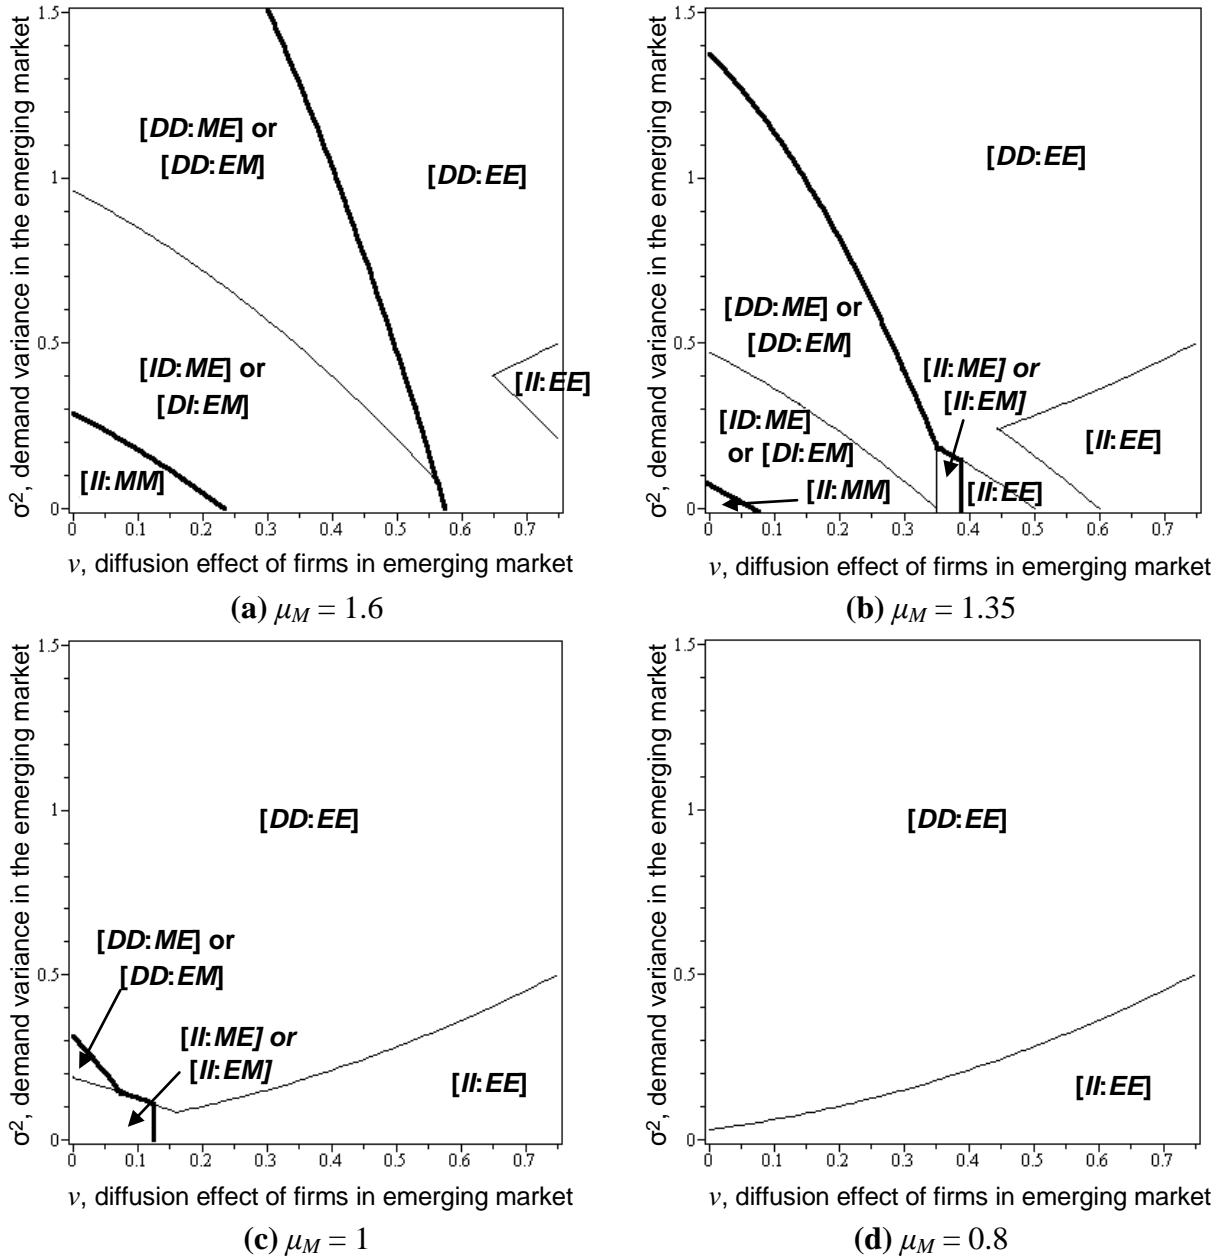 σ², demand variance in the emerging market
1.5
1
0.5
0
[DD:ME] or
[DD:EM]
[DD:EE]
[ID:ME] or
[DI:EM]
[II:EE]
[II:MM]
0 0.1 0.2 0.3 0.4 0.5 0.6 0.7
v, diffusion effect of firms in emerging market
(a) μM = 1.6
σ², demand variance in the emerging market
1.5
1
0.5
0
[DD:EE]
[DD:ME] or
[DD:EM]
[II:ME] or
[II:EM]
[ID:ME]
or [DI:EM]
[II:EE]
[II:MM]
[II:EE]
0 0.1 0.2 0.3 0.4 0.5 0.6 0.7
v, diffusion effect of firms in emerging market
(b) μM = 1.35
σ², demand variance in the emerging market
1.5
1
0.5
0
[DD:EE]
[DD:ME] or
[DD:EM]
[II:ME] or
[II:EM]
[II:EE]
0 0.1 0.2 0.3 0.4 0.5 0.6 0.7
v, diffusion effect of firms in emerging market
(c) μM = 1
σ², demand variance in the emerging market
1.5
1
0.5
0
[DD:EE]
[II:EE]
0 0.1 0.2 0.3 0.4 0.5 0.6 0.7
v, diffusion effect of firms in emerging market
(d) μM = 0.8